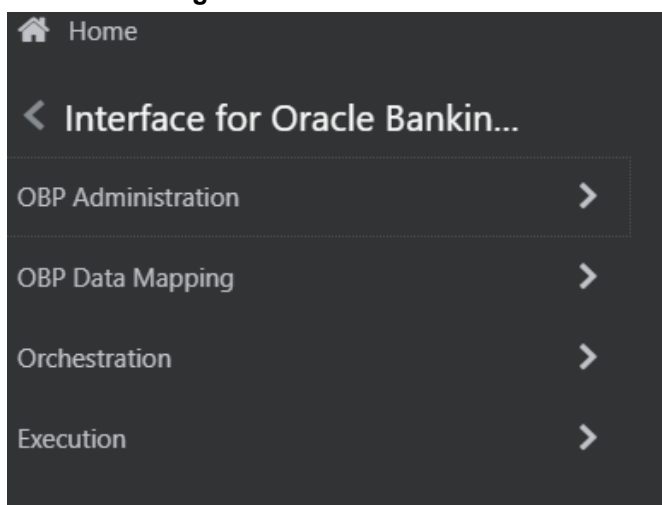 Home
Interface for Oracle Bankin...
OBP Administration
OBP Data Mapping
Orchestration
Execution